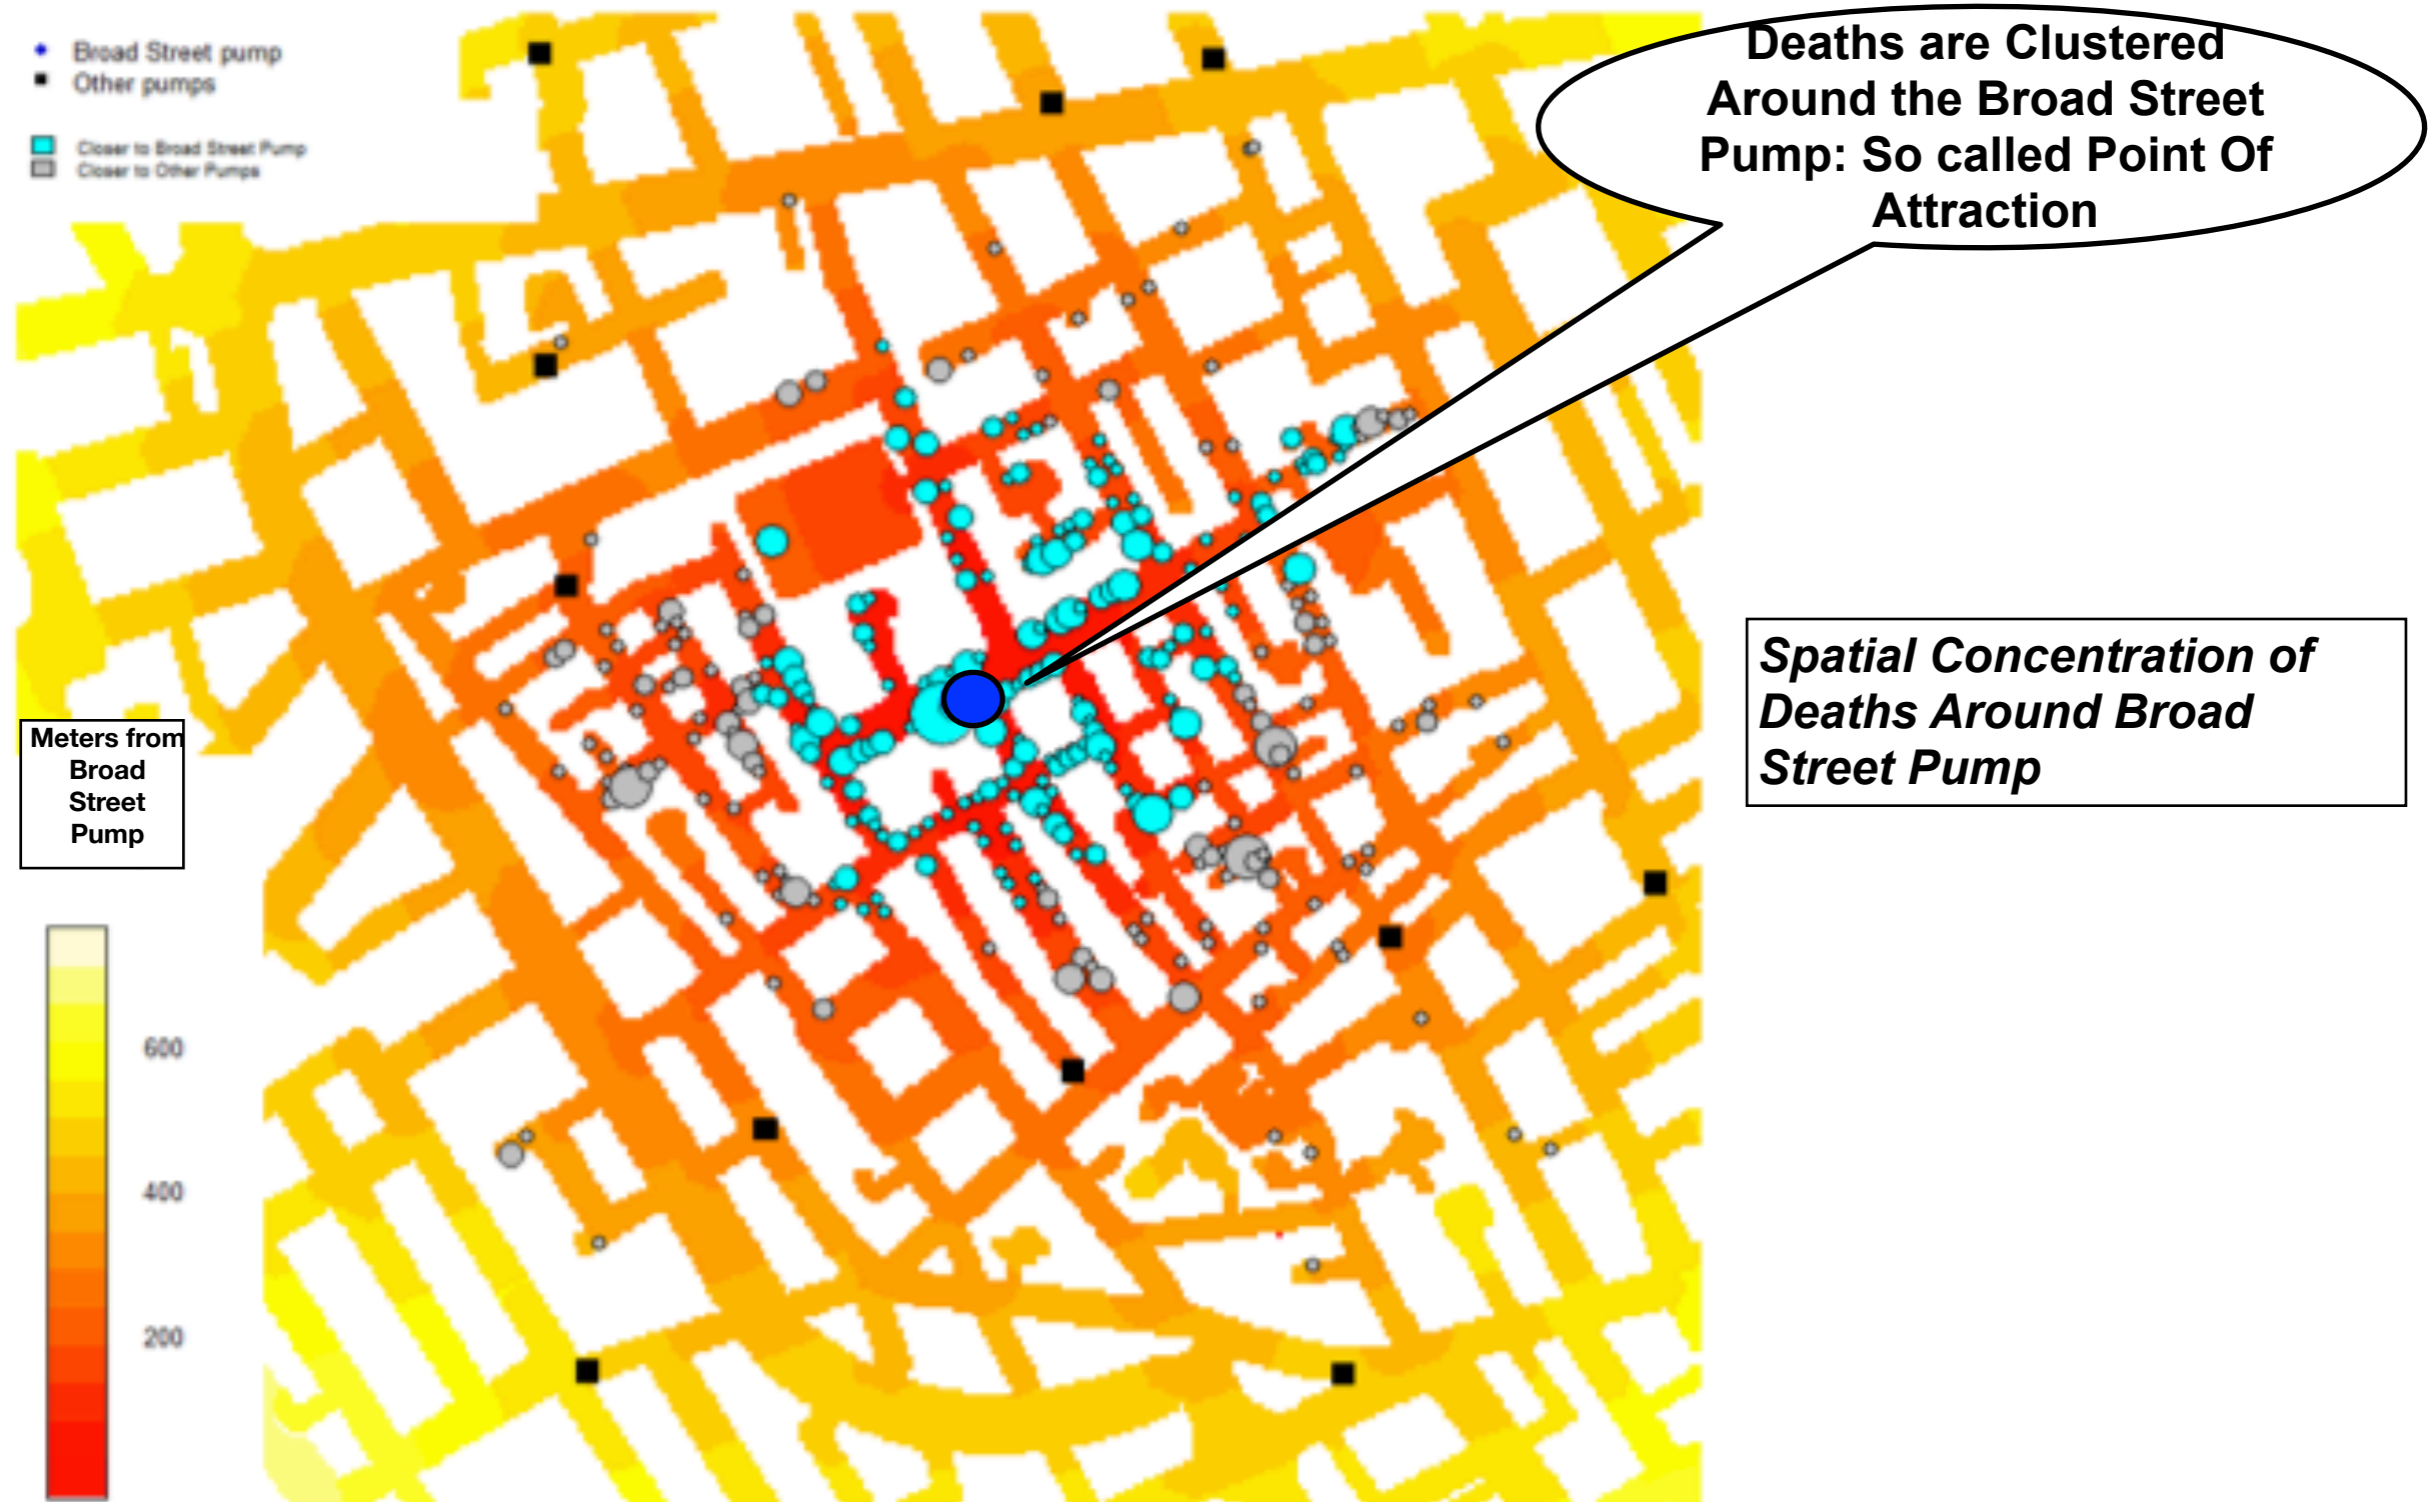 Broad Street pump
Other pumps
Closer to Broad Street Pump
Closer to Other Pumps
Deaths are Clustered
Around the Broad Street
Pump: So called Point Of
Attraction
Spatial Concentration of
Deaths Around Broad
Street Pump
Meters from
Broad
Street
Pump
600
400
200